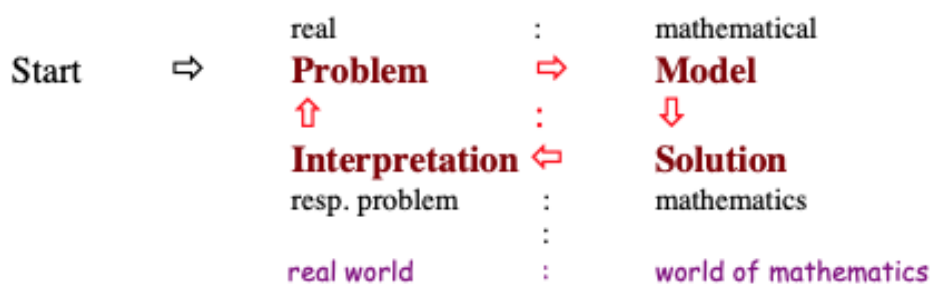 real : mathematical
Start ⇨ Problem ⇨ Model
⇧ : ⇩
Interpretation ⇦ Solution
resp. problem : mathematics
:
real world : world of mathematics